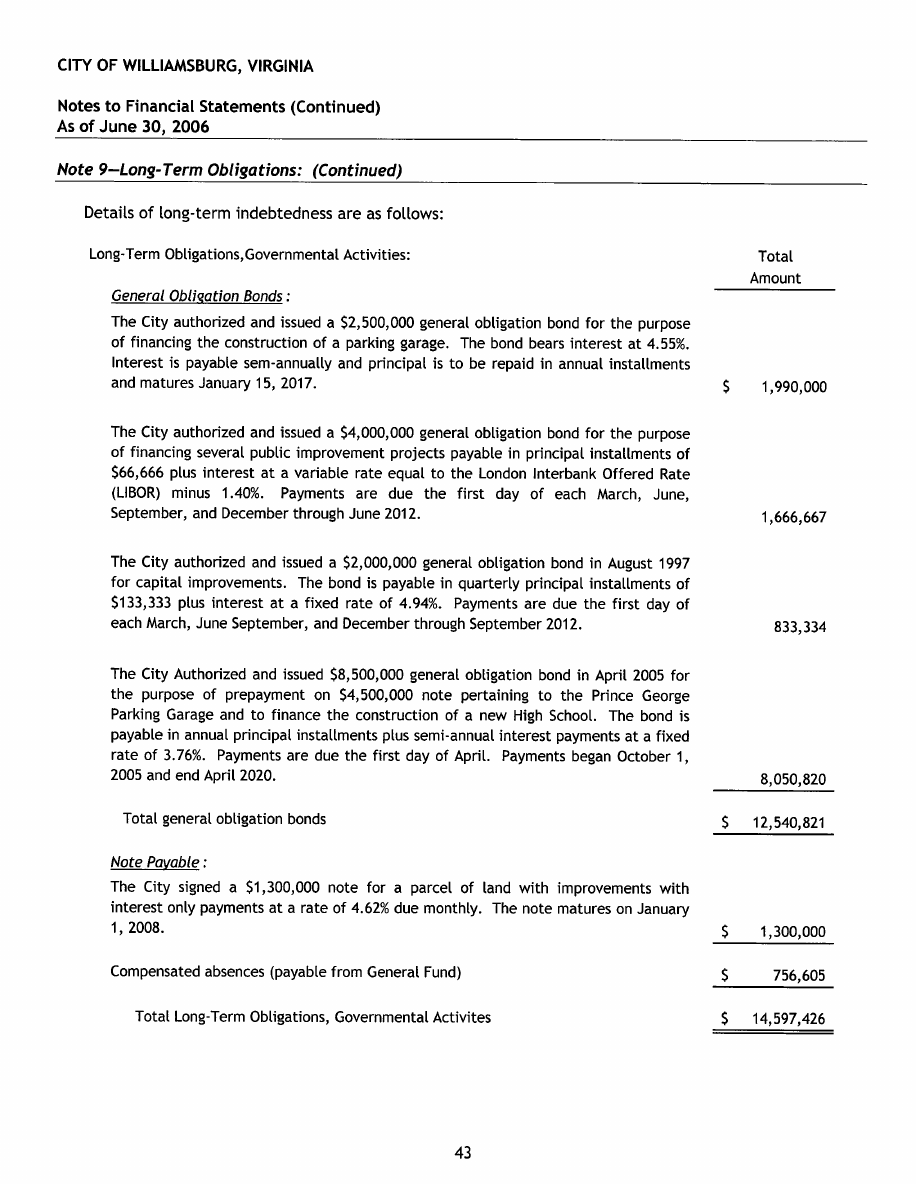 CITY OF WILLIAMSBURG, VIRGINIA
Notes to Financial Statements (Continued)
As of June 30, 2006
Note 9—Long-Term Obligations: (Continued)
Details of long-term indebtedness are as follows:
Long-Term Obligations,Governmental Activities: Total
Amount
General Obligation Bonds :
The City authorized and issued a $2,500,000 general obligation bond for the purpose
of financing the construction of a parking garage. The bond bears interest at 4.55%.
Interest is payable sem-annually and principal is to be repaid in annual installments
and matures January 15, 2017. $ 1,990,000
The City authorized and issued a $4,000,000 general obligation bond for the purpose
of financing several public improvement projects payable in principal installments of
$66,666 plus interest at a variable rate equal to the London Interbank Offered Rate
(LIBOR) minus 1.40%. Payments are due the first day of each March, June,
September, and December through June 2012. 1,666,667
The City authorized and issued a $2,000,000 general obligation bond in August 1997
for capital improvements. The bond is payable in quarterly principal installments of
$133,333 plus interest at a fixed rate of 4.94%. Payments are due the first day of
each March, June September, and December through September 2012. 833,334
The City Authorized and issued $8,500,000 general obligation bond in April 2005 for
the purpose of prepayment on $4,500,000 note pertaining to the Prince George
Parking Garage and to finance the construction of a new High School. The bond is
payable in annual principal installments plus semi-annual interest payments at a fixed
rate of 3.76%. Payments are due the first day of April. Payments began October 1,
2005 and end April 2020. 8,050,820
Total general obligation bonds $ 12,540,821
Note Payable :
The City signed a $1,300,000 note for a parcel of land with improvements with
interest only payments at a rate of 4.62% due monthly. The note matures on January
1, 2008. $ 1,300,000
Compensated absences (payable from General Fund) $ 756,605
Total Long-Term Obligations, Governmental Activites $ 14,597,426
43